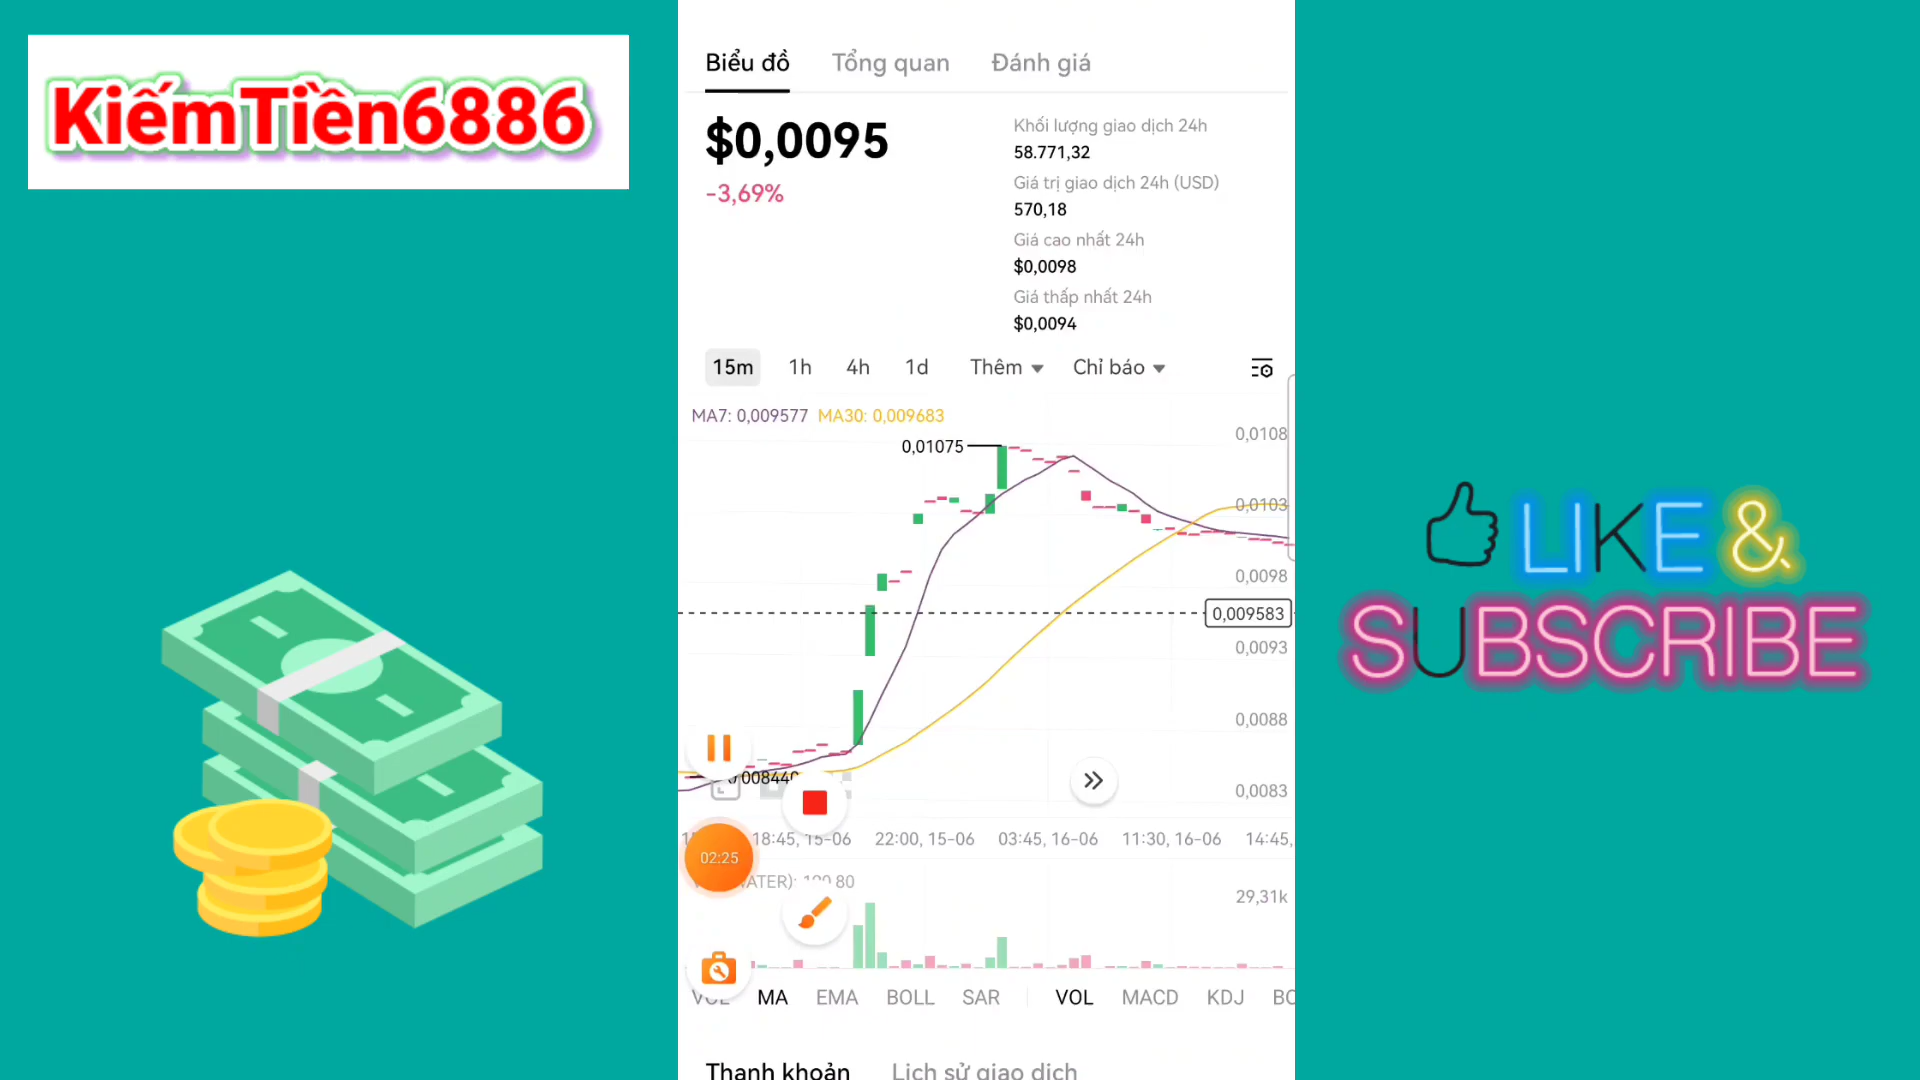 KiếmTiền6886
Biểu đồ Tổng quan Đánh giá
$0,0095
-3,69%
Khối lượng giao dịch 24h
58.771,32
Giá trị giao dịch 24h (USD)
570,18
Giá cao nhất 24h
$0,0098
Giá thấp nhất 24h
$0,0094
15m 1h 4h 1d Thêm Chỉ báo
MA7: 0,009577 MA30: 0,009683
0,01075
0,0108
0,0103
0,0098
0,009583
0,0093
0,0088
0,0083
18:45, 15-06 22:00, 15-06 03:45, 16-06 11:30, 16-06 14:45,
02:25
29,31k
VOL MA EMA BOLL SAR VOL MACD KDJ
Thanh khoản Lịch sử giao dịch
LIKE &
SUBSCRIBE